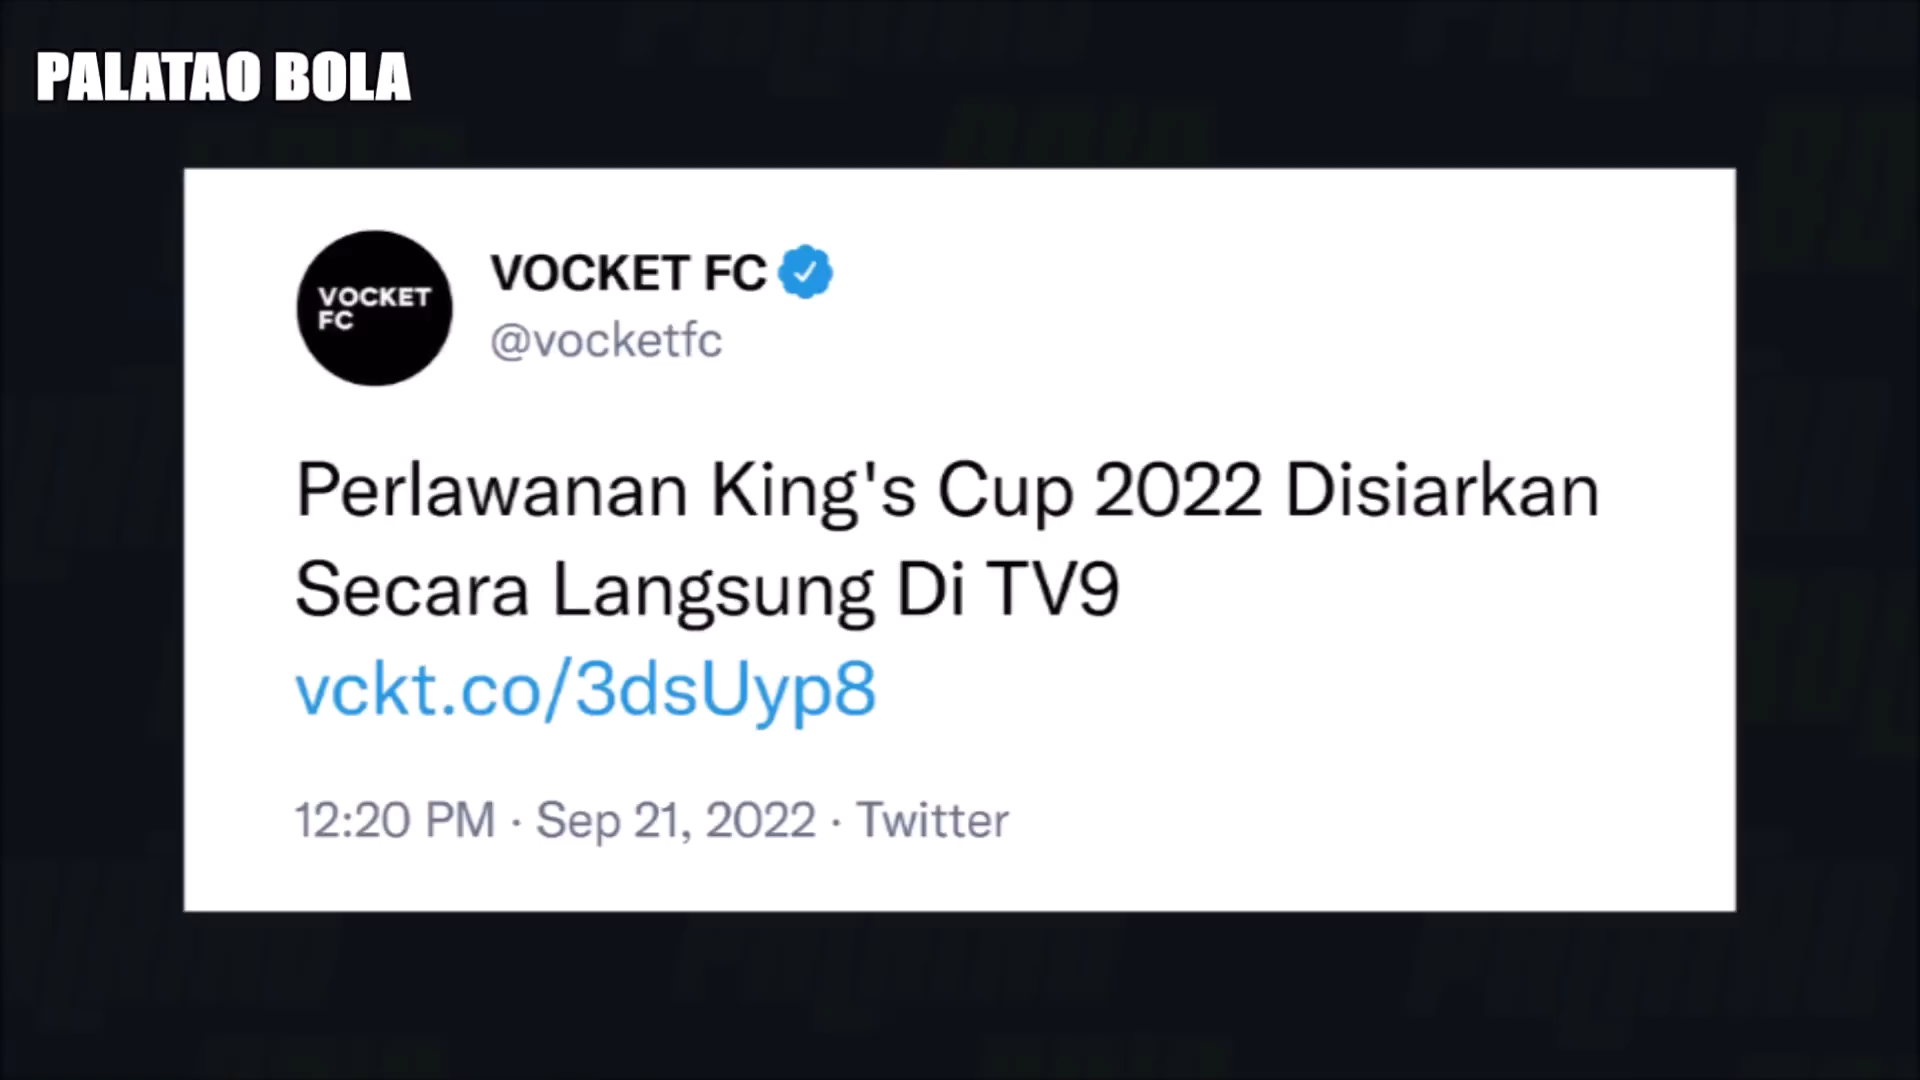 PALATAO BOLA
VOCKET
FC
VOCKET FC
@vocketfc
Perlawanan King's Cup 2022 Disiarkan
Secara Langsung Di TV9
vckt.co/3dsUyp8
12:20 PM · Sep 21, 2022 · Twitter